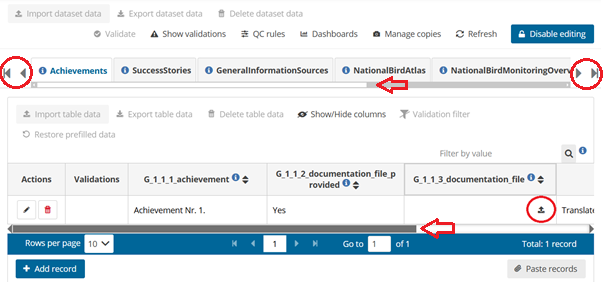 Import dataset data Export dataset data Delete dataset data
Validate Show validations QC rules Dashboards Manage copies Refresh Disable editing
Achievements SuccessStories GeneralInformationSources NationalBirdAtlas NationalBirdMonitoringOverv
Import table data Export table data Delete table data Show/Hide columns Validation filter
Restore prefilled data
Filter by value
Actions Validations G_1_1_1_achievement G_1_1_2_documentation_file_p
rovided G_1_1_3_documentation_file
Achievement Nr. 1. Yes Translate
Rows per page 10 1 Go to 1 of 1 Total: 1 record
Add record Paste records